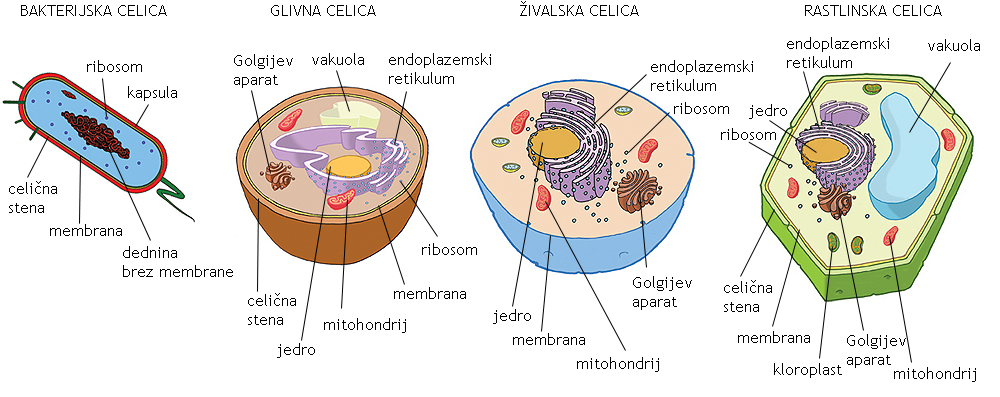 BAKTERIJSKA CELICA
ribosom
kapsula
celična
stena
membrana
dednina
brez membrane
GLIVNA CELICA
Golgijev
aparat
vakuola
endoplazemski
retikulum
ribosom
membrana
mitohondrij
jedro
celična
stena
ŽIVALSKA CELICA
endoplazemski
retikulum
ribosom
Golgijev
aparat
jedro
membrana
mitohondrij
RASTLINSKA CELICA
endoplazemski
retikulum
vakuola
jedro
ribosom
celična
stena
membrana
kloroplast
Golgijev
aparat
mitohondrij